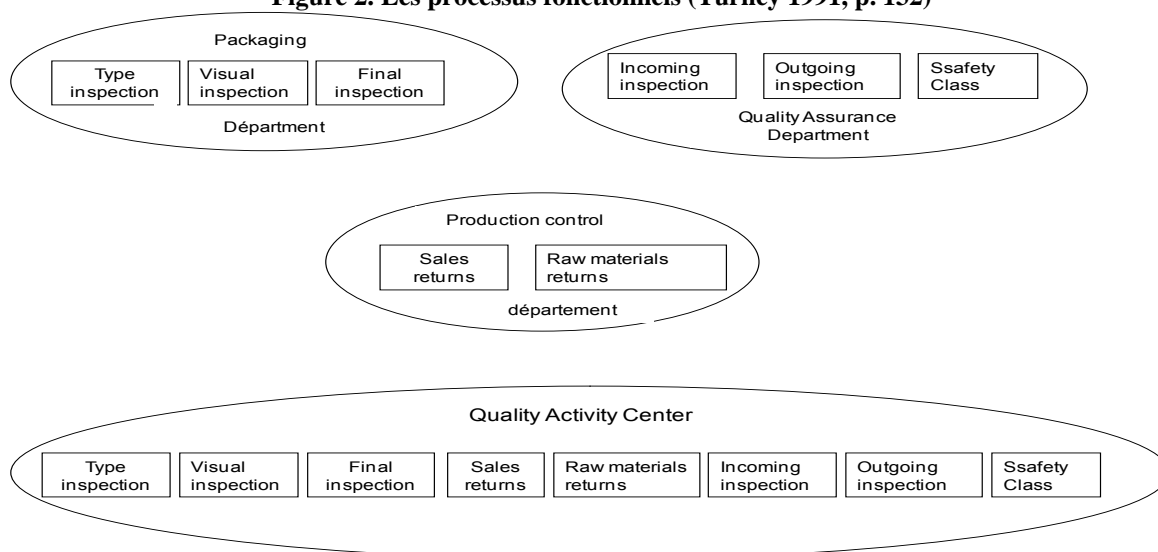 Figure 2. Les processus fonctionnels (Turney 1991, p. 152)
Packaging
Type
inspection
Visual
inspection
Final
inspection
Départment
Incoming
inspection
Outgoing
inspection
Ssafety
Class
Quality Assurance
Department
Production control
Sales
returns
Raw materials
returns
département
Quality Activity Center
Type
inspection
Visual
inspection
Final
inspection
Sales
returns
Raw materials
returns
Incoming
inspection
Outgoing
inspection
Ssafety
Class